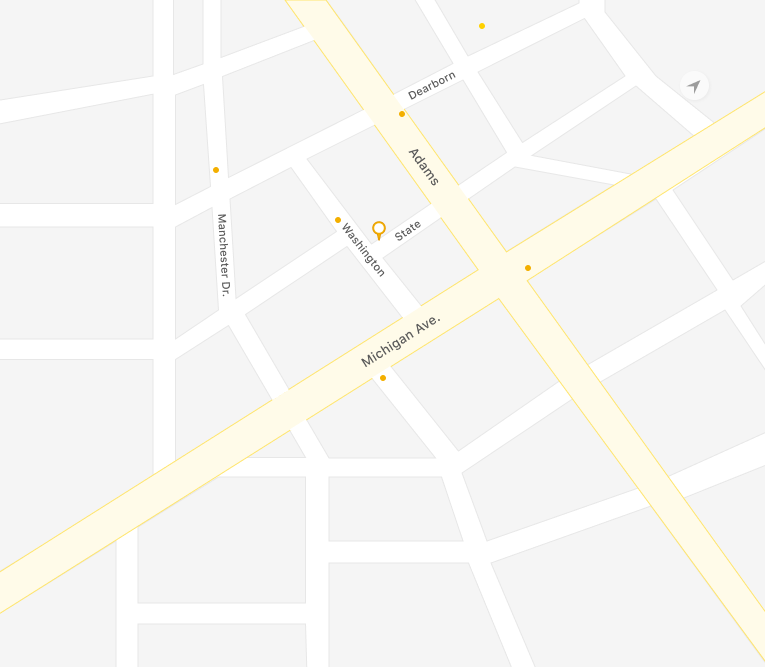 Dearborn
Adams
Manchester Dr.
Washington
State
Michigan Ave.